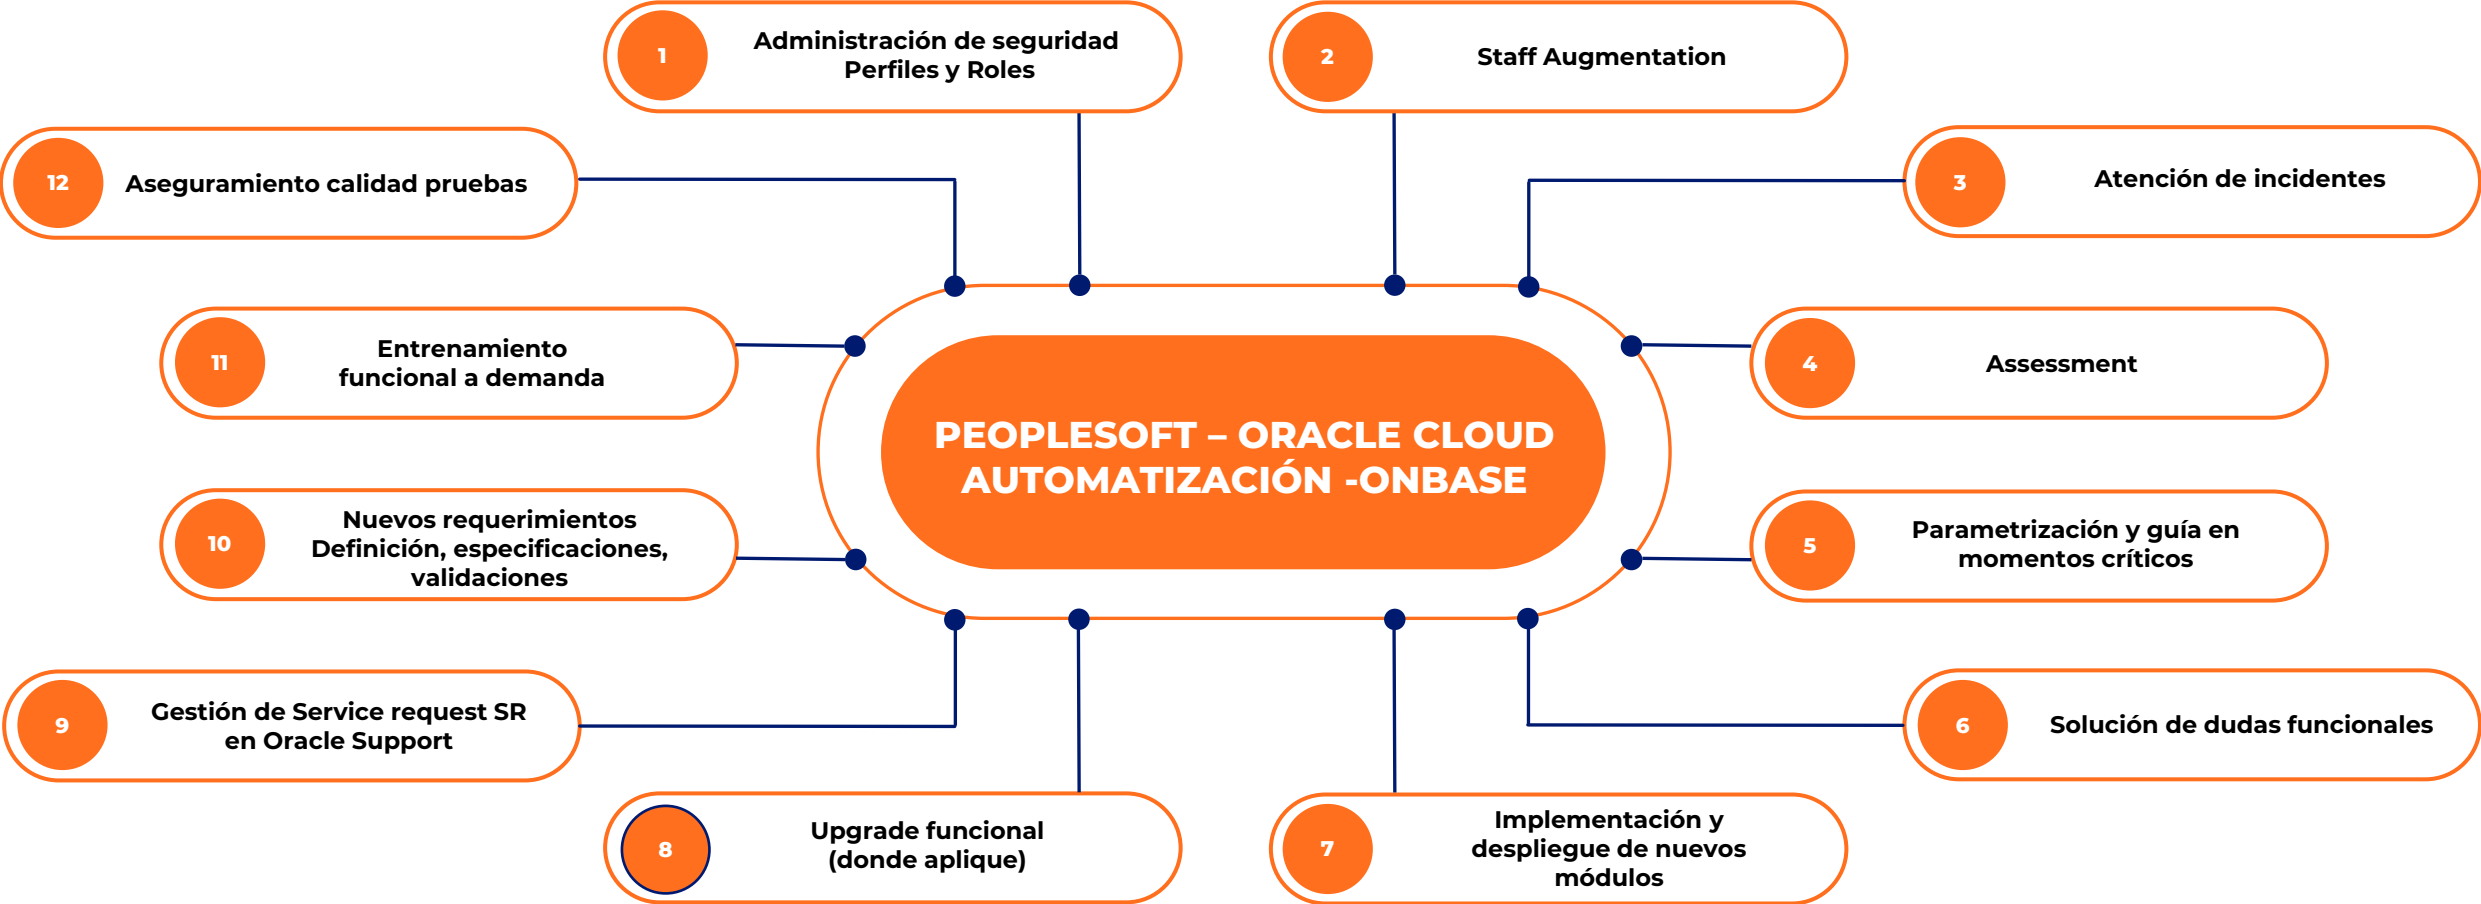 1
Administración de seguridad
Perfiles y Roles
2
Staff Augmentation
3
Atención de incidentes
4
Assessment
5
Parametrización y guía en
momentos críticos
6
Solución de dudas funcionales
7
Implementación y
despliegue de nuevos
módulos
8
Upgrade funcional
(donde aplique)
9
Gestión de Service request SR
en Oracle Support
10
Nuevos requerimientos
Definición, especificaciones,
validaciones
11
Entrenamiento
funcional a demanda
12
Aseguramiento calidad pruebas
PEOPLESOFT – ORACLE CLOUD
AUTOMATIZACIÓN -ONBASE